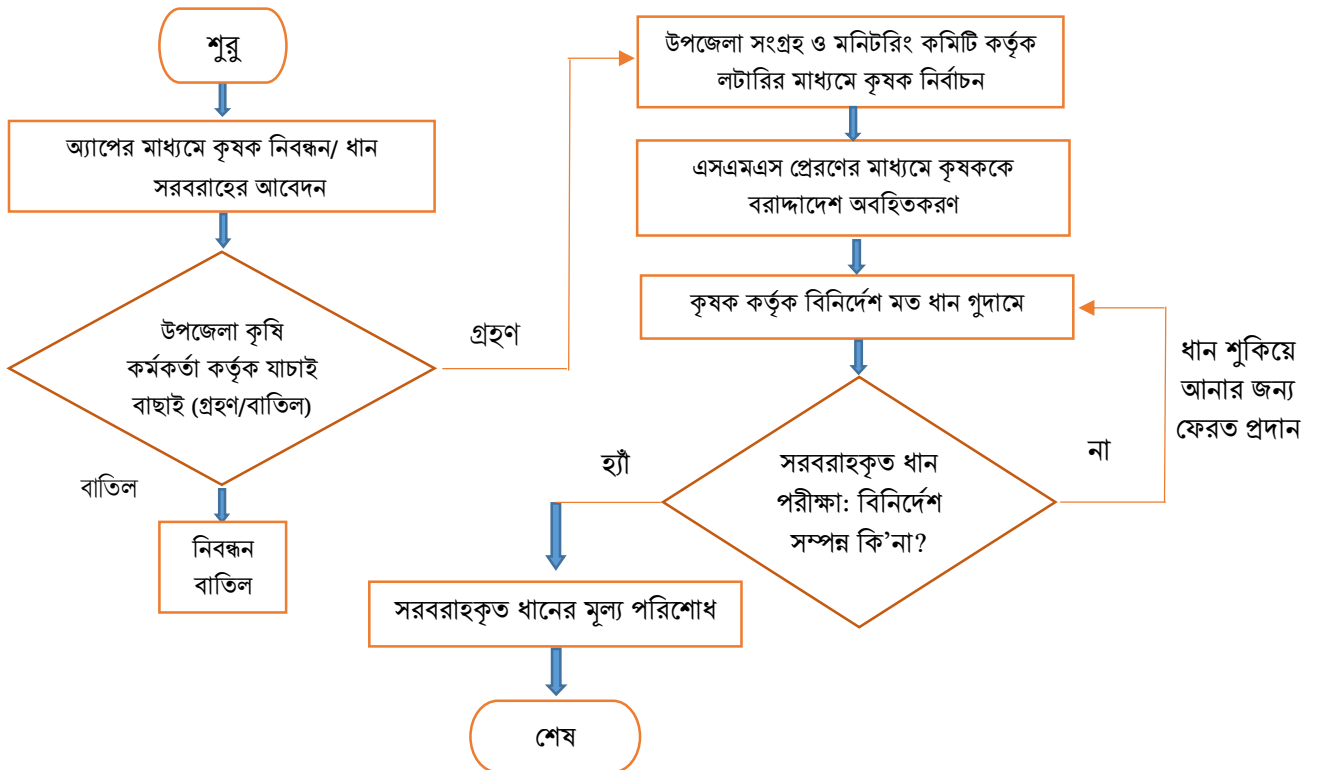 শুরু
অ্যাপের মাধ্যমে কৃষক নিবন্ধন/ ধান
সরবরাহের আবেদন
উপজেলা কৃষি
কর্মকর্তা কর্তৃক যাচাই
বাছাই (গ্রহণ/বাতিল)
বাতিল
নিবন্ধন
বাতিল
গ্রহণ
উপজেলা সংগ্রহ ও মনিটরিং কমিটি কর্তৃক
লটারির মাধ্যমে কৃষক নির্বাচন
এসএমএস প্রেরণের মাধ্যমে কৃষককে
বরাদ্দাদেশ অবহিতকরণ
কৃষক কর্তৃক বিনির্দেশ মত ধান গুদামে
সরবরাহকৃত ধান
পরীক্ষা: বিনির্দেশ
সম্পন্ন কি’না?
না
ধান শুকিয়ে
আনার জন্য
ফেরত প্রদান
হ্যাঁ
সরবরাহকৃত ধানের মূল্য পরিশোধ
শেষ